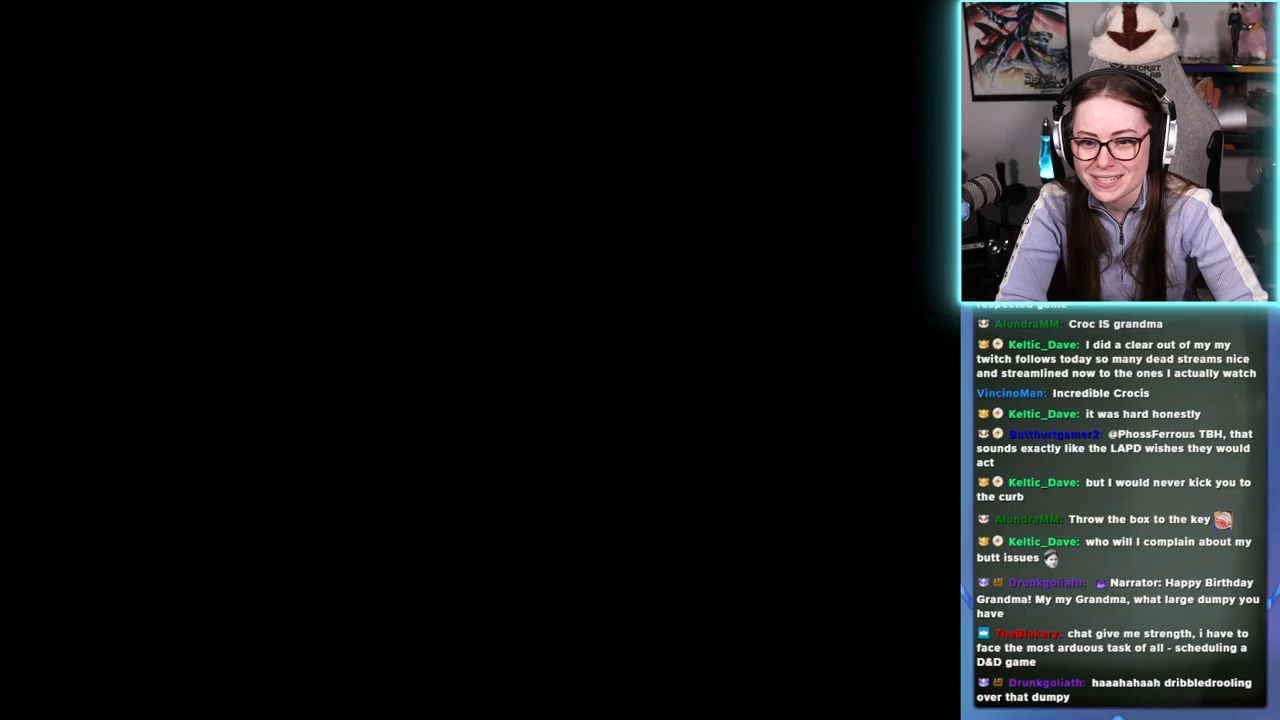 SECRET LAB
respected game
AlundraMM: Croc IS grandma
Keltic_Dave: I did a clear out of my my
twitch follows today so many dead streams nice
and streamlined now to the ones I actually watch
VincinoMan: Incredible Crocis
Keltic_Dave: it was hard honestly
Butthurtgamer2: @PhossFerrous TBH, that
sounds exactly like the LAPD wishes they would
act
Keltic_Dave: but I would never kick you to
the curb
AlundraMM: Throw the box to the key
Keltic_Dave: who will I complain about my
butt issues
Drunkgoliath: Narrator: Happy Birthday
Grandma! My my Grandma, what large dumpy you
have
TheBlakery: chat give me strength, i have to
face the most arduous task of all - scheduling a
D&D game
Drunkgoliath: haaahahaah dribbledrooling
over that dumpy